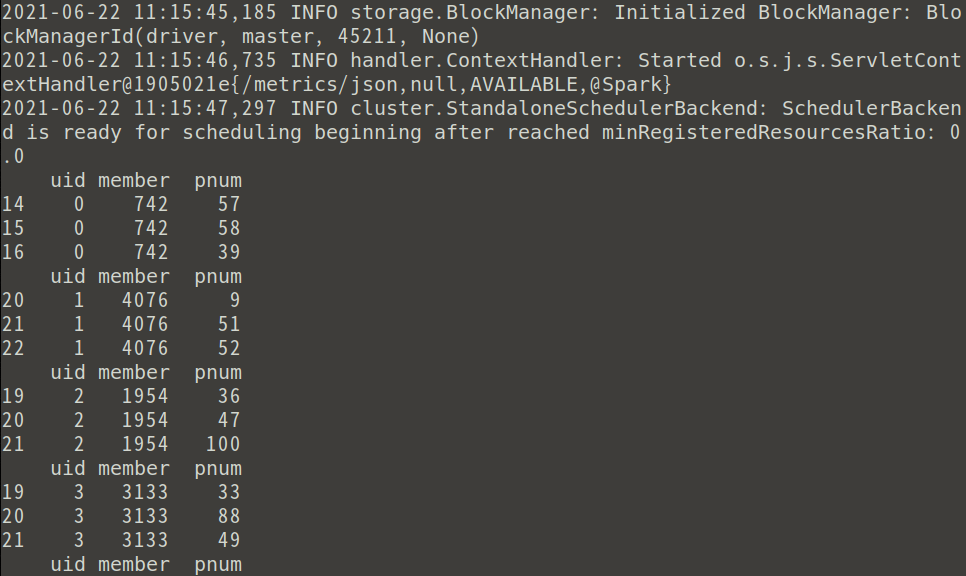 2021-06-22 11:15:45,185 INFO storage.BlockManager: Initialized BlockManager: Blo
ckManagerId(driver, master, 45211, None)
2021-06-22 11:15:46,735 INFO handler.ContextHandler: Started o.s.j.s.ServletCont
extHandler@1905021e{/metrics/json,null,AVAILABLE,@Spark}
2021-06-22 11:15:47,297 INFO cluster.StandaloneSchedulerBackend: SchedulerBacken
d is ready for scheduling beginning after reached minRegisteredResourcesRatio: 0
.0
    uid member  pnum
14    0    742    57
15    0    742    58
16    0    742    39
    uid member  pnum
20    1   4076     9
21    1   4076    51
22    1   4076    52
    uid member  pnum
19    2   1954    36
20    2   1954    47
21    2   1954   100
    uid member  pnum
19    3   3133    33
20    3   3133    88
21    3   3133    49
    uid member  pnum